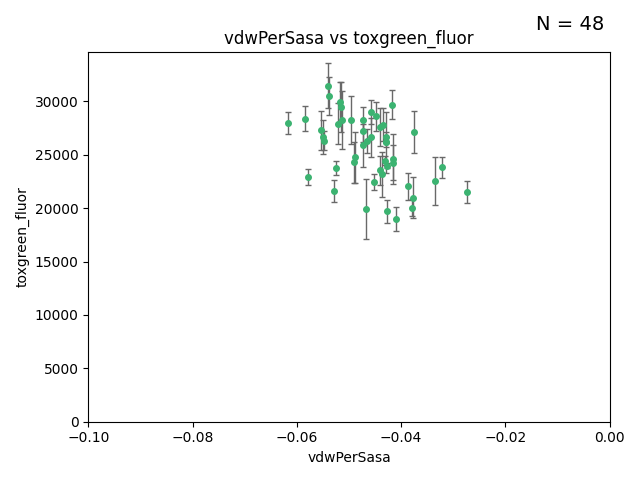 N = 48
vdwPerSasa vs toxgreen_fluor
toxgreen_fluor
30000
25000
20000
15000
10000
5000
0
−0.10 −0.08 −0.06 −0.04 −0.02 0.00
vdwPerSasa